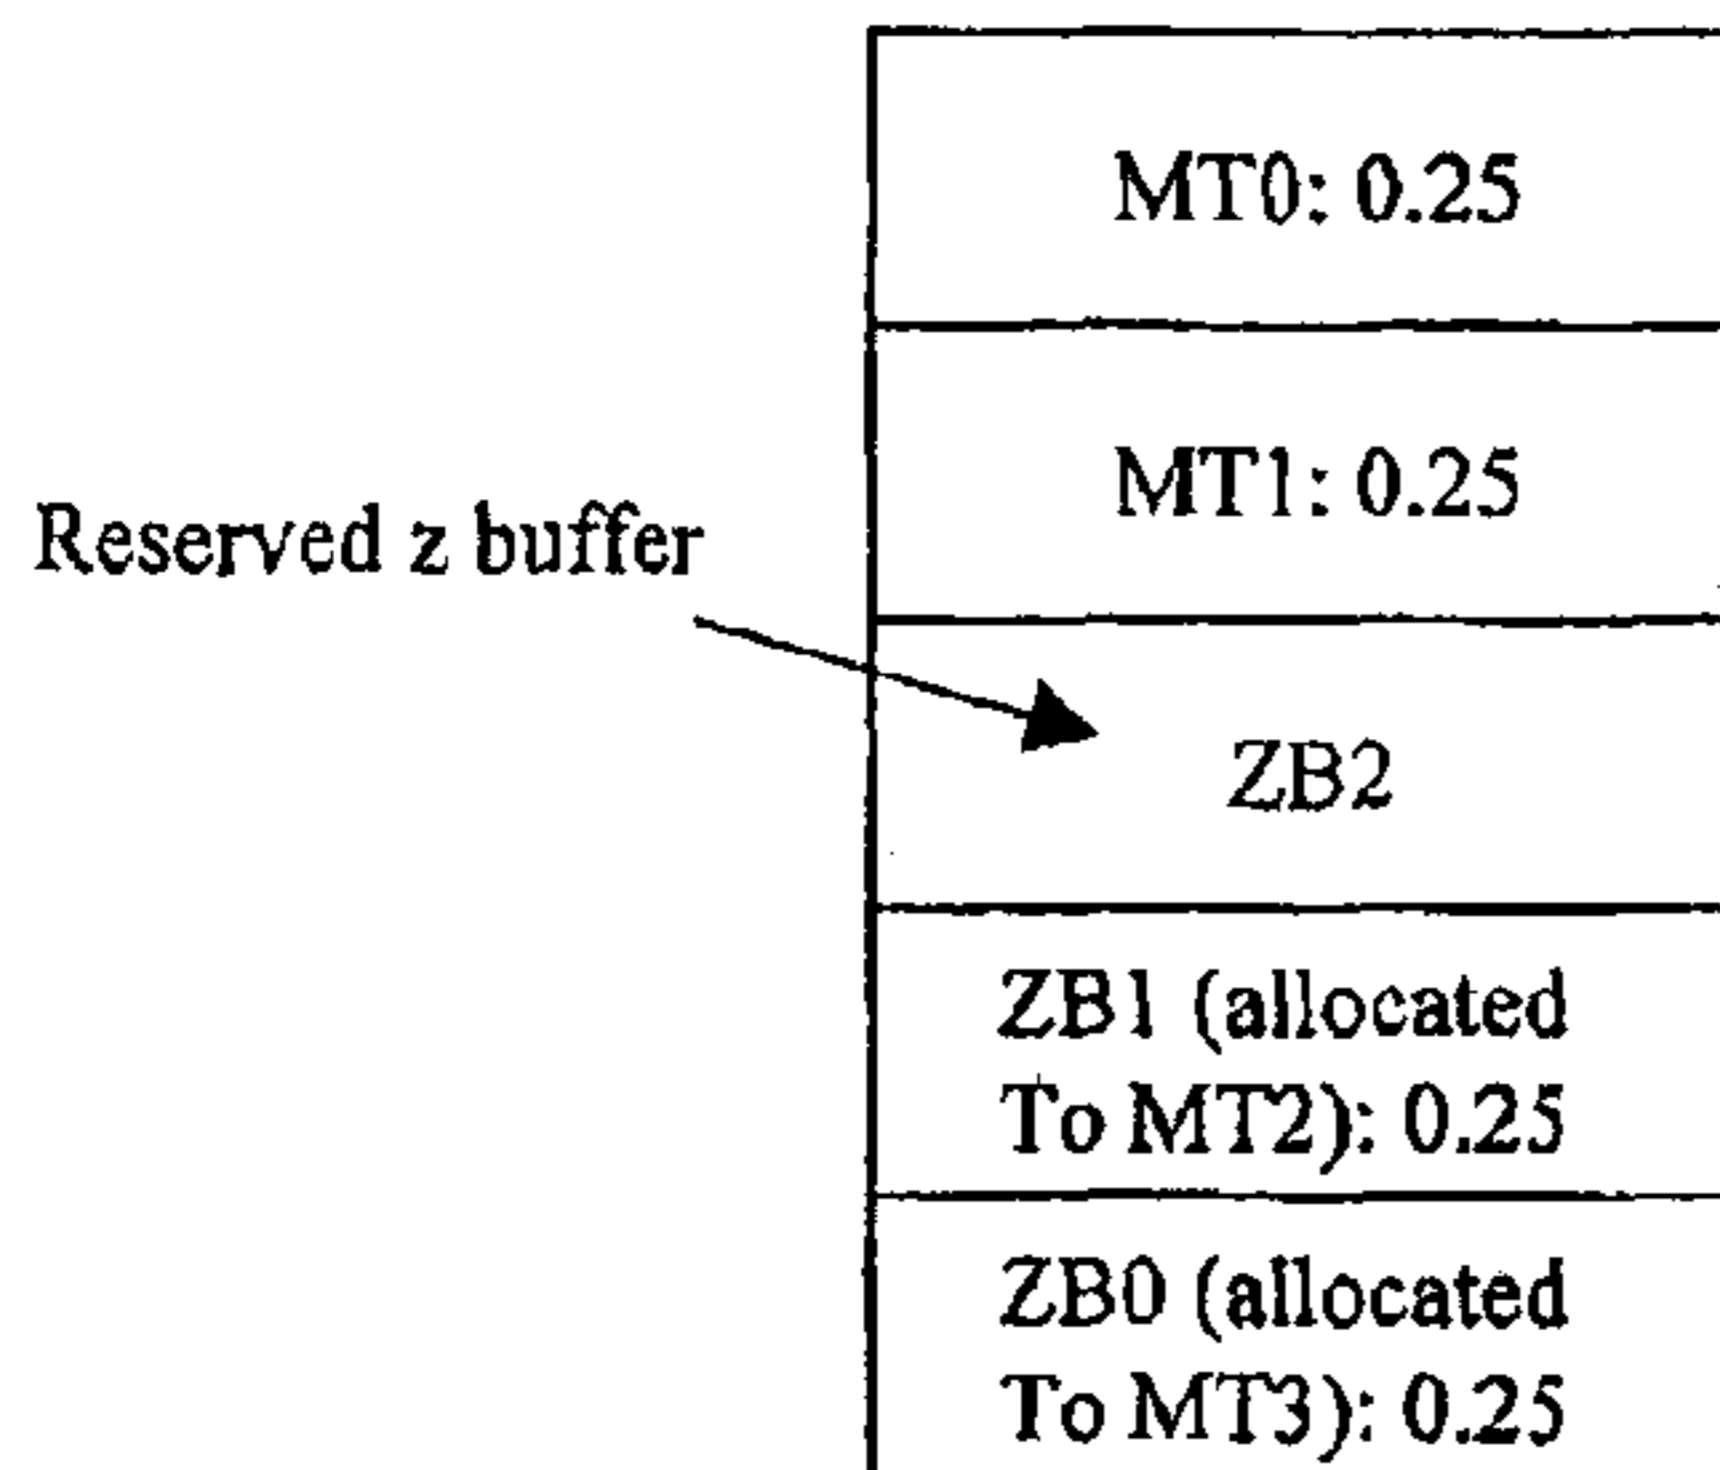 MT0: 0.25
MT1: 0.25
Reserved z buffer
ZB2
ZB1 (allocated
To MT2): 0.25
ZB0 (allocated
To MT3): 0.25